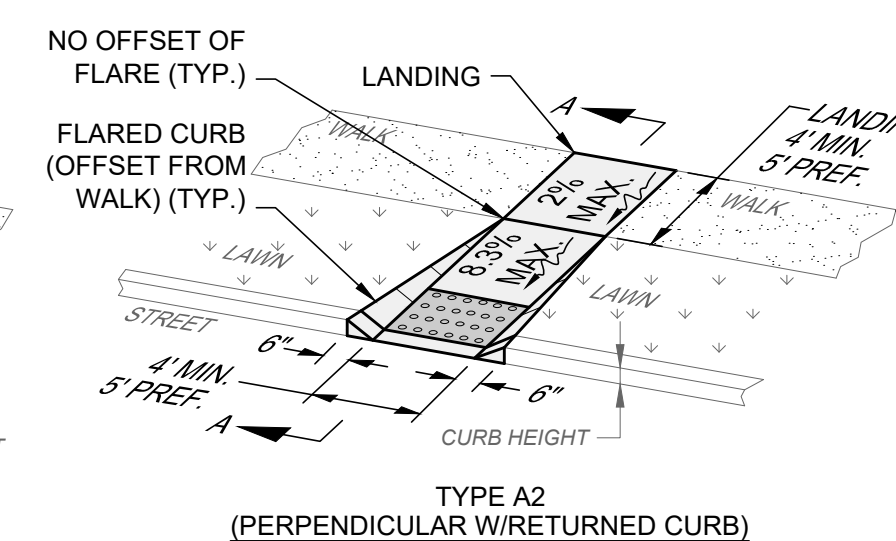 NO OFFSET OF
FLARE (TYP.)
LANDING
A
4' MIN.
5' PREF.
FLARED CURB
(OFFSET FROM
WALK) (TYP.)
WALK
2%
MAX.
WALK
8.3%
MAX.
LAWN
LAWN
STREET
6"
4' MIN.
5' PREF.
6"
A
CURB HEIGHT
TYPE A2
(PERPENDICULAR W/RETURNED CURB)